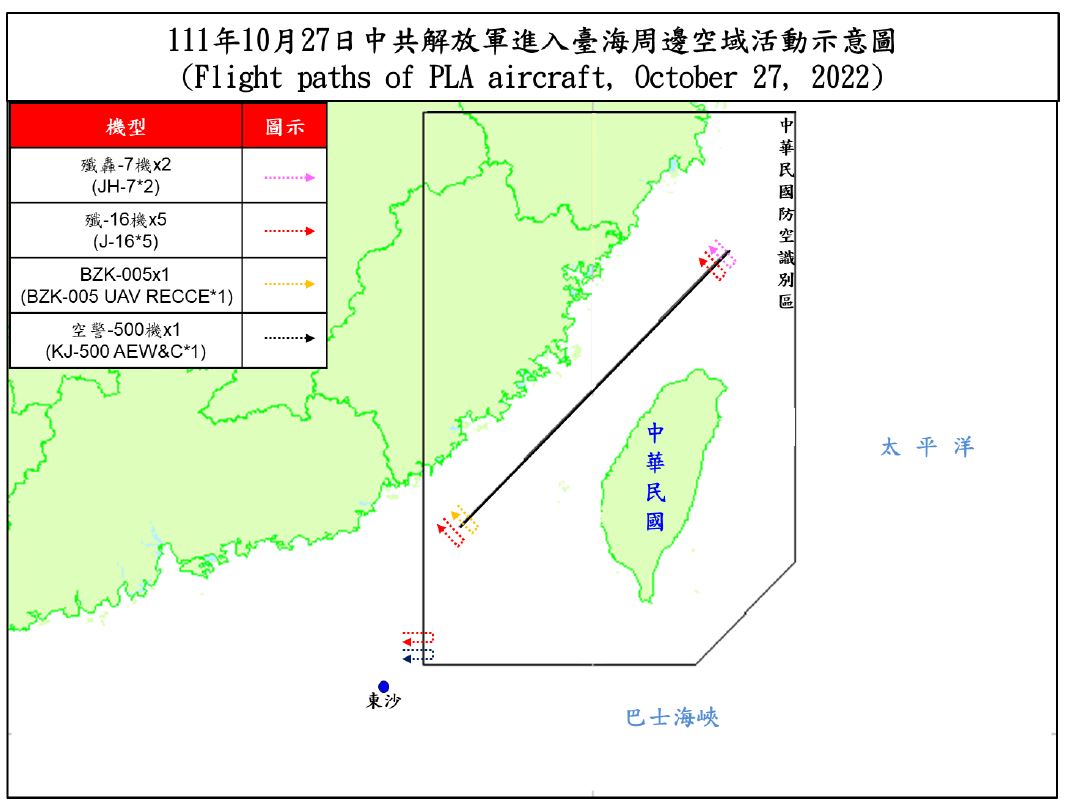 111年10月27日中共解放軍進入臺海周邊空域活動示意圖
(Flight paths of PLA aircraft, October 27, 2022)
機型 圖示
殲轟-7機x2
(JH-7*2)
殲-16機x5
(J-16*5)
BZK-005x1
(BZK-005 UAV RECCE*1)
空警-500機x1
(KJ-500 AEW&C*1)
中華民國防空識別區
中華民國
太平洋
東沙
巴士海峽